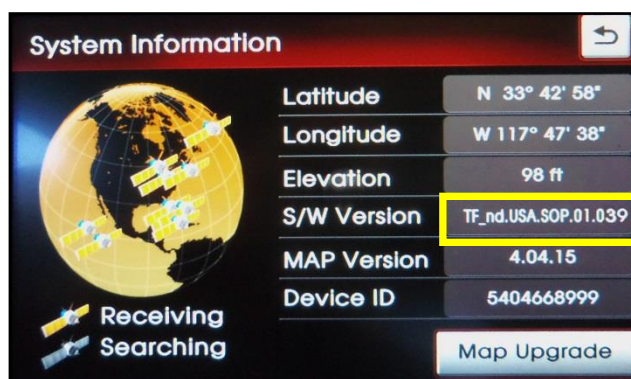 System Information
Latitude N 33° 42' 58"
Longitude W 117° 47' 38"
Elevation 98 ft
S/W Version TF_nd.USA.SOP.01.039
MAP Version 4.04.15
Device ID 5404668999
Receiving
Searching
Map Upgrade